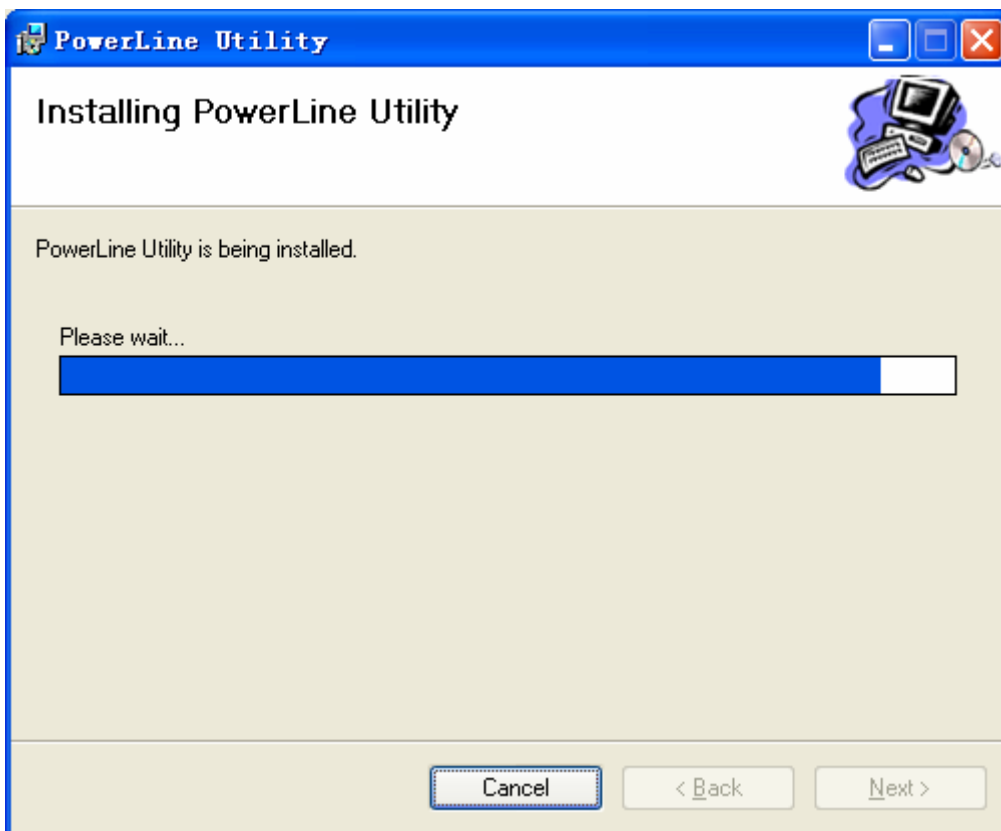 PowerLine Utility
Installing PowerLine Utility
PowerLine Utility is being installed.
Please wait...
Cancel
< Back
Next >